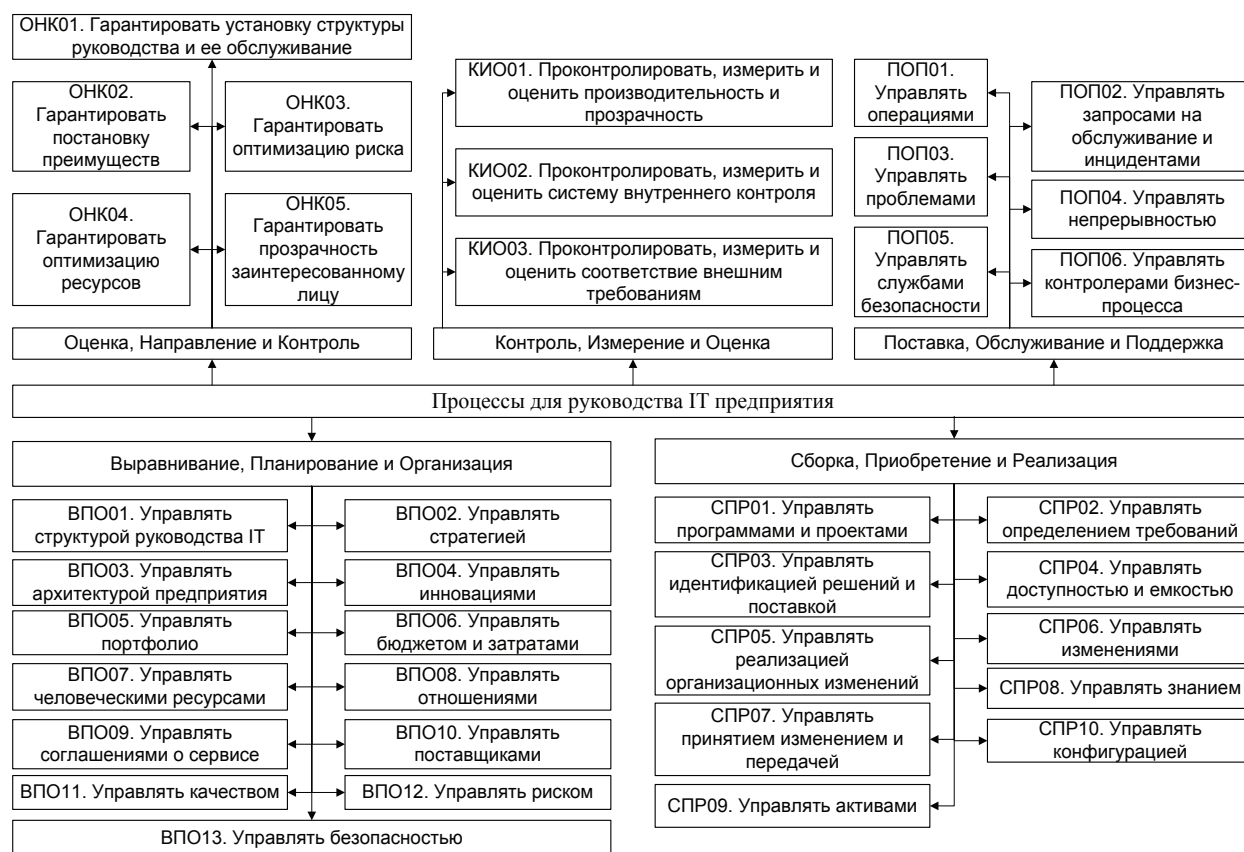 ОНК01. Гарантировать установку структуры
руководства и ее обслуживание
ОНК02.
Гарантировать
постановку
преимуществ
ОНК03.
Гарантировать
оптимизацию риска
ОНК04.
Гарантировать
оптимизацию
ресурсов
ОНК05.
Гарантировать
прозрачность
заинтересованному
лицу
Оценка, Направление и Контроль
КИО01. Проконтролировать, измерить и
оценить производительность и
прозрачность
КИО02. Проконтролировать, измерить и
оценить систему внутреннего контроля
КИО03. Проконтролировать, измерить и
оценить соответствие внешним
требованиям
Контроль, Измерение и Оценка
ПОП01.
Управлять
операциями
ПОП02. Управлять
запросами на
обслуживание и
инцидентами
ПОП03.
Управлять
проблемами
ПОП04. Управлять
непрерывностью
ПОП05.
Управлять
службами
безопасности
ПОП06. Управлять
контролерами бизнес-
процесса
Поставка, Обслуживание и Поддержка
Процессы для руководства IT предприятия
Выравнивание, Планирование и Организация
ВПО01. Управлять
структурой руководства IT
ВПО02. Управлять
стратегией
ВПО03. Управлять
архитектурой предприятия
ВПО04. Управлять
инновациями
ВПО05. Управлять
портфолио
ВПО06. Управлять
бюджетом и затратами
ВПО07. Управлять
человеческими ресурсами
ВПО08. Управлять
отношениями
ВПО09. Управлять
соглашениями о сервисе
ВПО10. Управлять
поставщиками
ВПО11. Управлять качеством
ВПО12. Управлять риском
ВПО13. Управлять безопасностью
Сборка, Приобретение и Реализация
СПР01. Управлять
программами и проектами
СПР02. Управлять
определением требований
СПР03. Управлять
идентификацией решений и
поставкой
СПР04. Управлять
доступностью и емкостью
СПР05. Управлять
реализацией
организационных изменений
СПР06. Управлять
изменениями
СПР07. Управлять
принятием изменением и
передачей
СПР08. Управлять знанием
СПР09. Управлять активами
СПР10. Управлять
конфигурацией